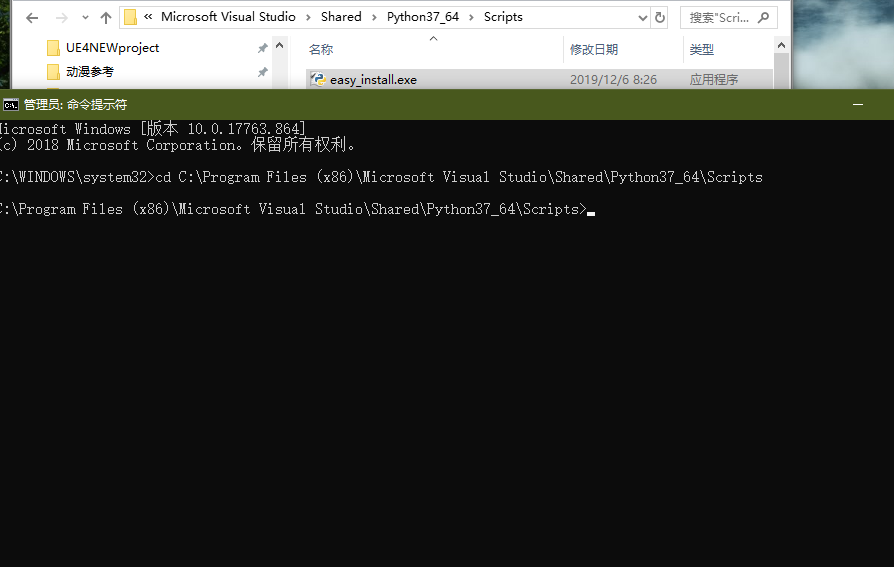 « Microsoft Visual Studio › Shared › Python37_64 › Scripts
搜索"Scri...
UE4NEWproject
动漫参考
名称 修改日期 类型
easy_install.exe 2019/12/6 8:26 应用程序
管理员: 命令提示符
Microsoft Windows [版本 10.0.17763.864]
(c) 2018 Microsoft Corporation。保留所有权利。
C:\WINDOWS\system32>cd C:\Program Files (x86)\Microsoft Visual Studio\Shared\Python37_64\Scripts
C:\Program Files (x86)\Microsoft Visual Studio\Shared\Python37_64\Scripts>